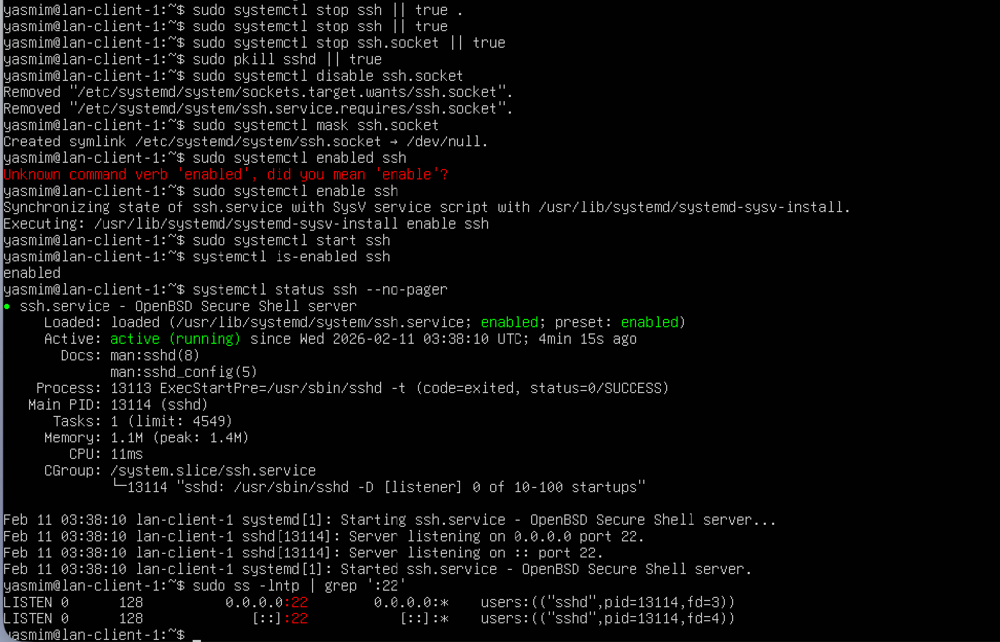 yasmim@lan-client-1:~$ sudo systemctl stop ssh || true .
yasmim@lan-client-1:~$ sudo systemctl stop ssh || true
yasmim@lan-client-1:~$ sudo systemctl stop ssh.socket || true
yasmim@lan-client-1:~$ sudo pkill sshd || true
yasmim@lan-client-1:~$ sudo systemctl disable ssh.socket
Removed "/etc/systemd/system/sockets.target.wants/ssh.socket".
Removed "/etc/systemd/system/ssh.service.requires/ssh.socket".
yasmim@lan-client-1:~$ sudo systemctl mask ssh.socket
Created symlink /etc/systemd/system/ssh.socket → /dev/null.
yasmim@lan-client-1:~$ sudo systemctl enabled ssh
Unknown command verb 'enabled', did you mean 'enable'?
yasmim@lan-client-1:~$ sudo systemctl enable ssh
Synchronizing state of ssh.service with SysV service script with /usr/lib/systemd/systemd-sysv-install.
Executing: /usr/lib/systemd/systemd-sysv-install enable ssh
yasmim@lan-client-1:~$ sudo systemctl start ssh
yasmim@lan-client-1:~$ systemctl is-enabled ssh
enabled
yasmim@lan-client-1:~$ systemctl status ssh --no-pager
● ssh.service - OpenBSD Secure Shell server
     Loaded: loaded (/usr/lib/systemd/system/ssh.service; enabled; preset: enabled)
     Active: active (running) since Wed 2026-02-11 03:38:10 UTC; 4min 15s ago
       Docs: man:sshd(8)
             man:sshd_config(5)
    Process: 13113 ExecStartPre=/usr/sbin/sshd -t (code=exited, status=0/SUCCESS)
   Main PID: 13114 (sshd)
      Tasks: 1 (limit: 4549)
     Memory: 1.1M (peak: 1.4M)
        CPU: 11ms
     CGroup: /system.slice/ssh.service
             └─13114 "sshd: /usr/sbin/sshd -D [listener] 0 of 10-100 startups"
Feb 11 03:38:10 lan-client-1 systemd[1]: Starting ssh.service - OpenBSD Secure Shell server...
Feb 11 03:38:10 lan-client-1 sshd[13114]: Server listening on 0.0.0.0 port 22.
Feb 11 03:38:10 lan-client-1 sshd[13114]: Server listening on :: port 22.
Feb 11 03:38:10 lan-client-1 systemd[1]: Started ssh.service - OpenBSD Secure Shell server.
yasmim@lan-client-1:~$ sudo ss -lntp | grep ':22'
LISTEN 0      128          0.0.0.0:22        0.0.0.0:*    users:(("sshd",pid=13114,fd=3))
LISTEN 0      128             [::]:22           [::]:*    users:(("sshd",pid=13114,fd=4))
yasmim@lan-client-1:~$